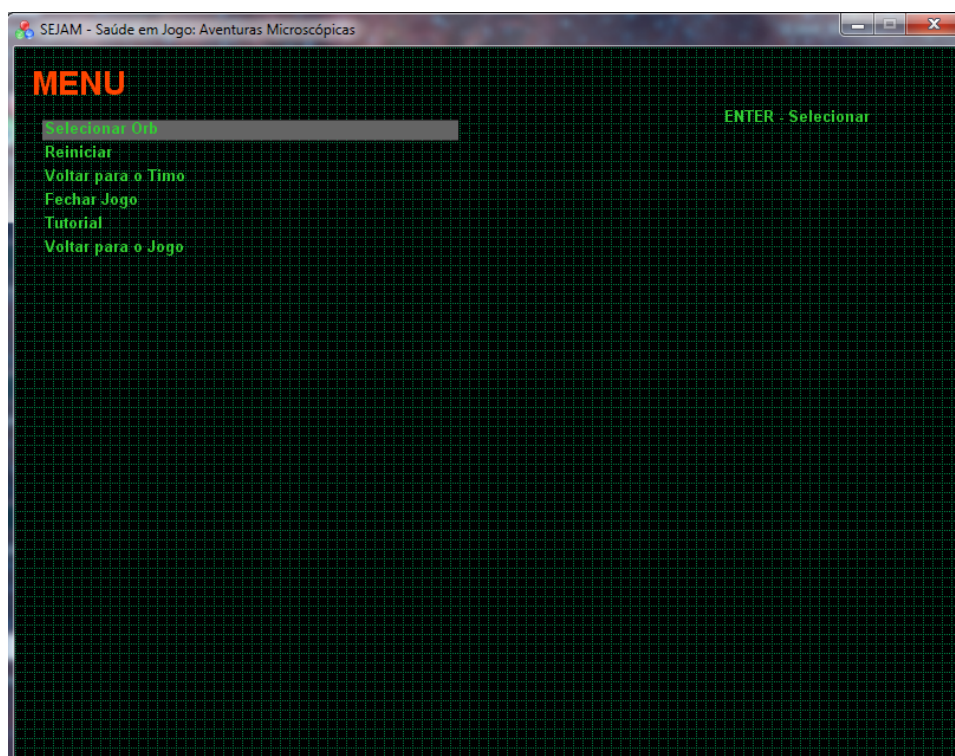 SEJAM - Saúde em Jogo: Aventuras Microscópicas
MENU
ENTER - Selecionar
Selecionar Orb
Reiniciar
Voltar para o Timo
Fechar Jogo
Tutorial
Voltar para o Jogo